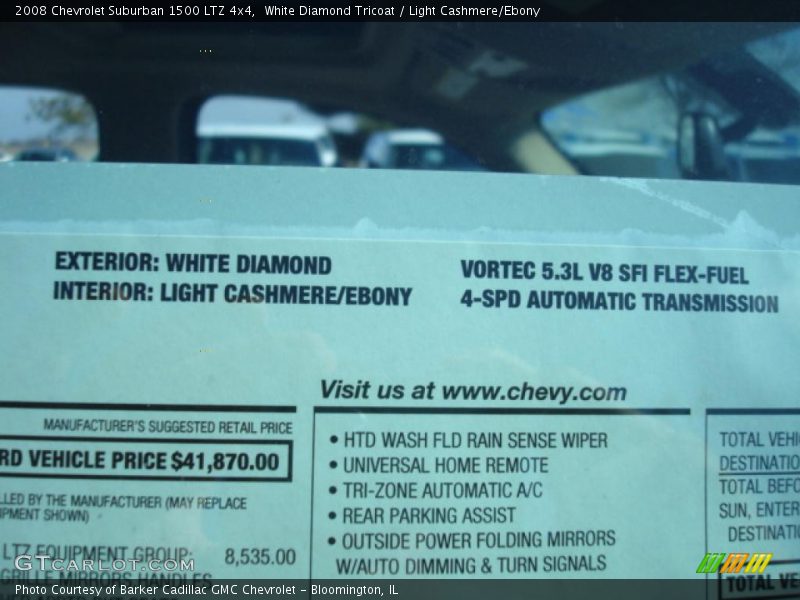 2008 Chevrolet Suburban 1500 LTZ 4x4,  White Diamond Tricoat / Light Cashmere/Ebony
EXTERIOR: WHITE DIAMOND
INTERIOR: LIGHT CASHMERE/EBONY
VORTEC 5.3L V8 SFI FLEX-FUEL
4-SPD AUTOMATIC TRANSMISSION
Visit us at www.chevy.com
MANUFACTURER'S SUGGESTED RETAIL PRICE
RD VEHICLE PRICE $41,870.00
LLED BY THE MANUFACTURER (MAY REPLACE
IPMENT SHOWN)
LTZ EQUIPMENT GROUP: 8,535.00
GRILLE MIRRORS HANDLES
• HTD WASH FLD RAIN SENSE WIPER
• UNIVERSAL HOME REMOTE
• TRI-ZONE AUTOMATIC A/C
• REAR PARKING ASSIST
• OUTSIDE POWER FOLDING MIRRORS
W/AUTO DIMMING & TURN SIGNALS
TOTAL VEHI
DESTINATIO
TOTAL BEFO
SUN, ENTER
DESTINATI
TOTAL VE
GTcarlot.com
Photo Courtesy of Barker Cadillac GMC Chevrolet - Bloomington, IL